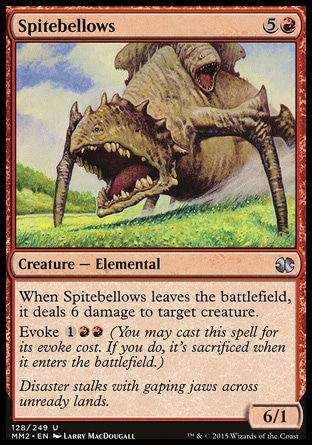 Spitebellows 5
Creature — Elemental
When Spitebellows leaves the battlefield,
it deals 6 damage to target creature.
Evoke 1 (You may cast this spell for
its evoke cost. If you do, it's sacrificed when
it enters the battlefield.)
Disaster stalks with gaping jaws across
unready lands.
6/1
128/249 U
MM2 • EN Larry MacDougall ™ & © 2015 Wizards of the Coast